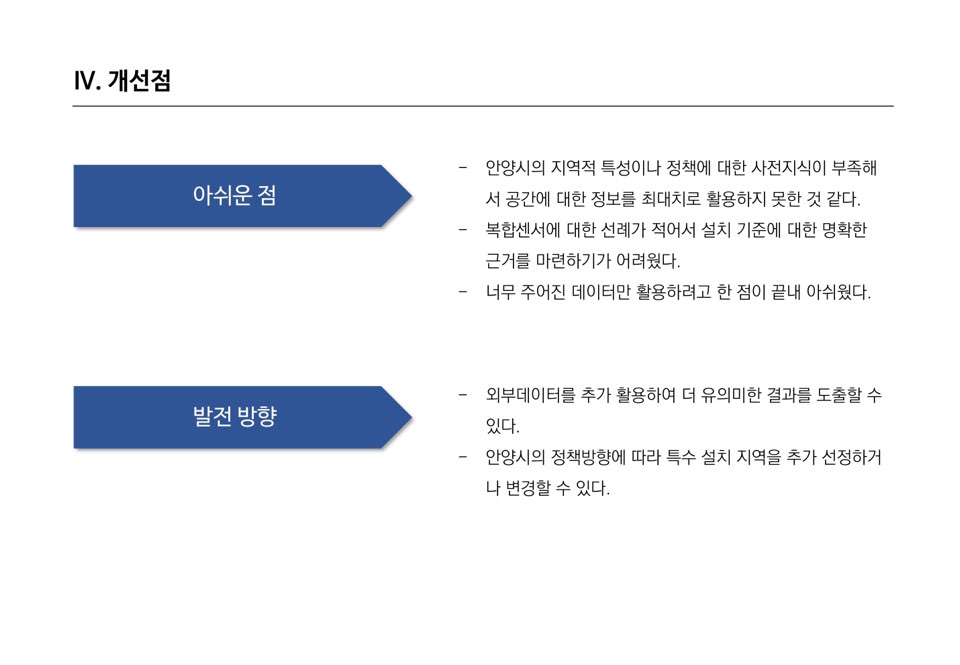 Ⅳ. 개선점
아쉬운 점
- 안양시의 지역적 특성이나 정책에 대한 사전지식이 부족해
서 공간에 대한 정보를 최대치로 활용하지 못한 것 같다.
- 복합센서에 대한 선례가 적어서 설치 기준에 대한 명확한
근거를 마련하기가 어려웠다.
- 너무 주어진 데이터만 활용하려고 한 점이 끝내 아쉬웠다.
발전 방향
- 외부데이터를 추가 활용하여 더 유의미한 결과를 도출할 수
있다.
- 안양시의 정책방향에 따라 특수 설치 지역을 추가 선정하거
나 변경할 수 있다.